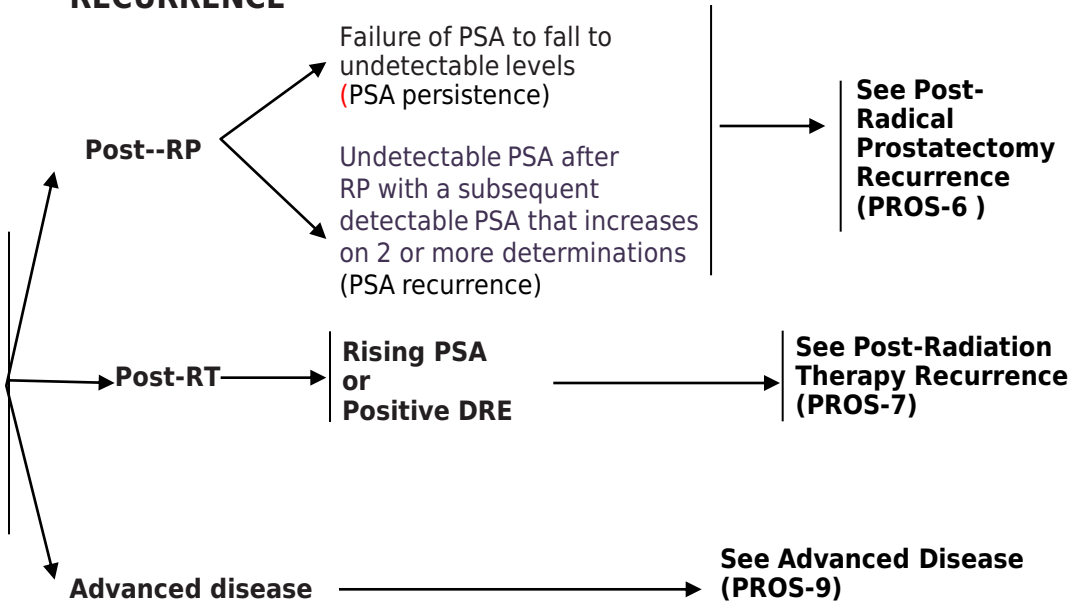 RECURRENCE
Failure of PSA to fall to
undetectable levels
(PSA persistence)
Post--RP
Undetectable PSA after
RP with a subsequent
detectable PSA that increases
on 2 or more determinations
(PSA recurrence)
See Post-
Radical
Prostatectomy
Recurrence
(PROS-6 )
Post-RT
Rising PSA
or
Positive DRE
See Post-Radiation
Therapy Recurrence
(PROS-7)
Advanced disease
See Advanced Disease
(PROS-9)